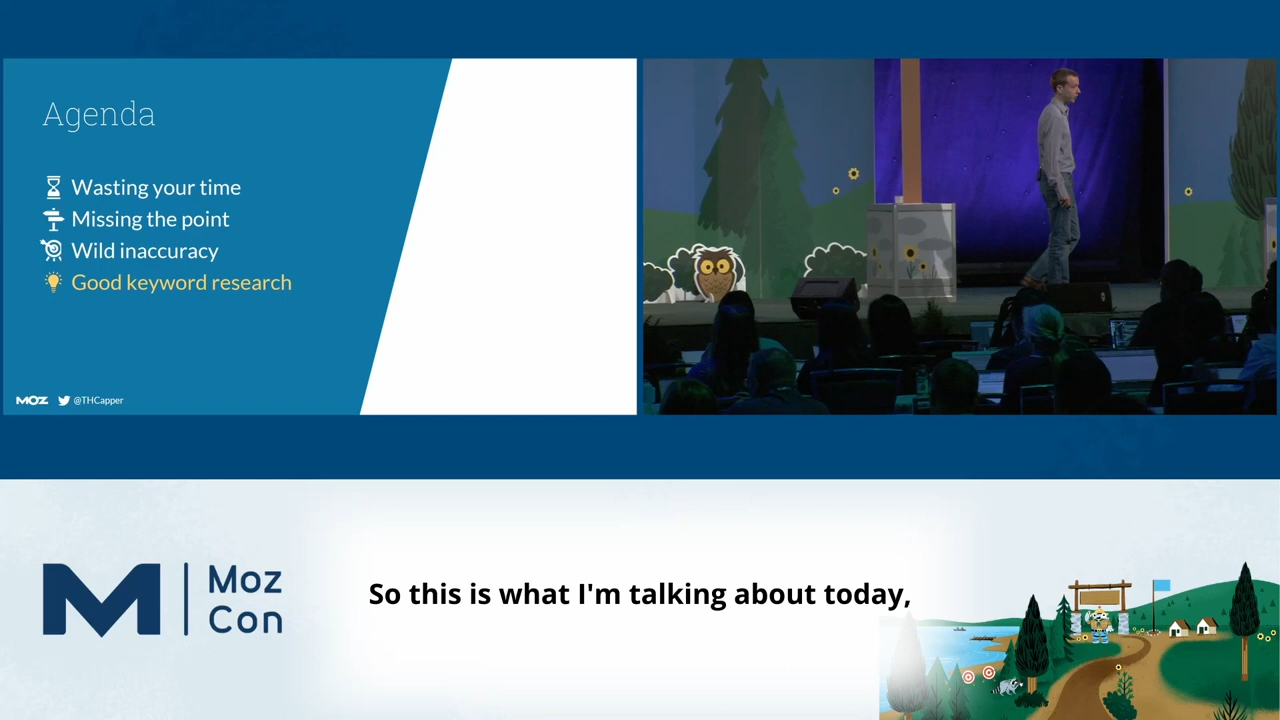 Agenda
Wasting your time
Missing the point
Wild inaccuracy
Good keyword research
MOZ @THCapper
Moz
Con
So this is what I'm talking about today,